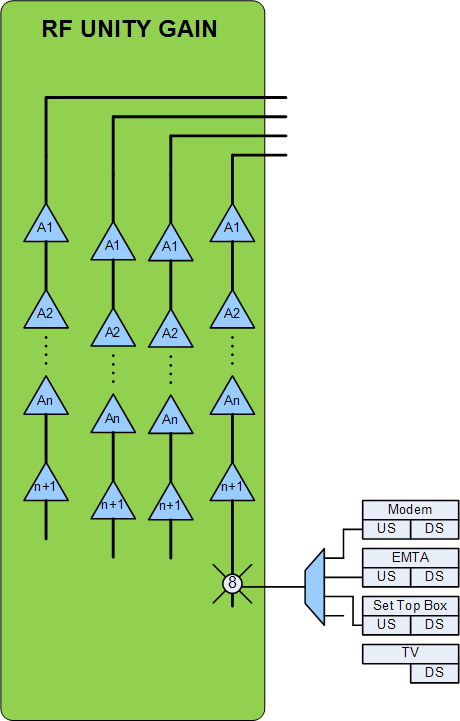 RF UNITY GAIN
A1
A1
A1
A1
A2
A2
A2
A2
An
An
An
An
n+1
n+1
n+1
n+1
8
Modem
US DS
EMTA
US DS
Set Top Box
US DS
TV
DS